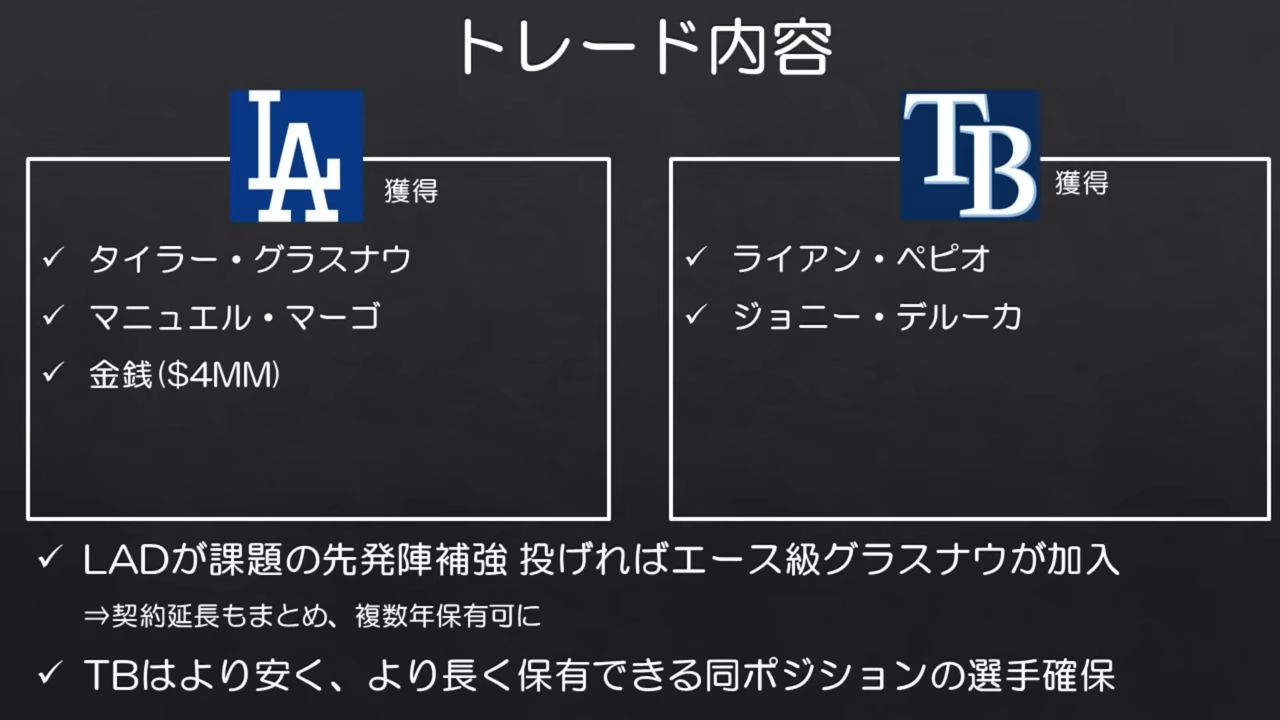 トレード内容
LA
獲得
タイラー・グラスナウ
マニュエル・マーゴ
金銭($4MM)
TB
獲得
ライアン・ペピオ
ジョニー・デルーカ
LADが課題の先発陣補強 投げればエース級グラスナウが加入
⇒契約延長もまとめ、複数年保有可に
TBはより安く、より長く保有できる同ポジションの選手確保